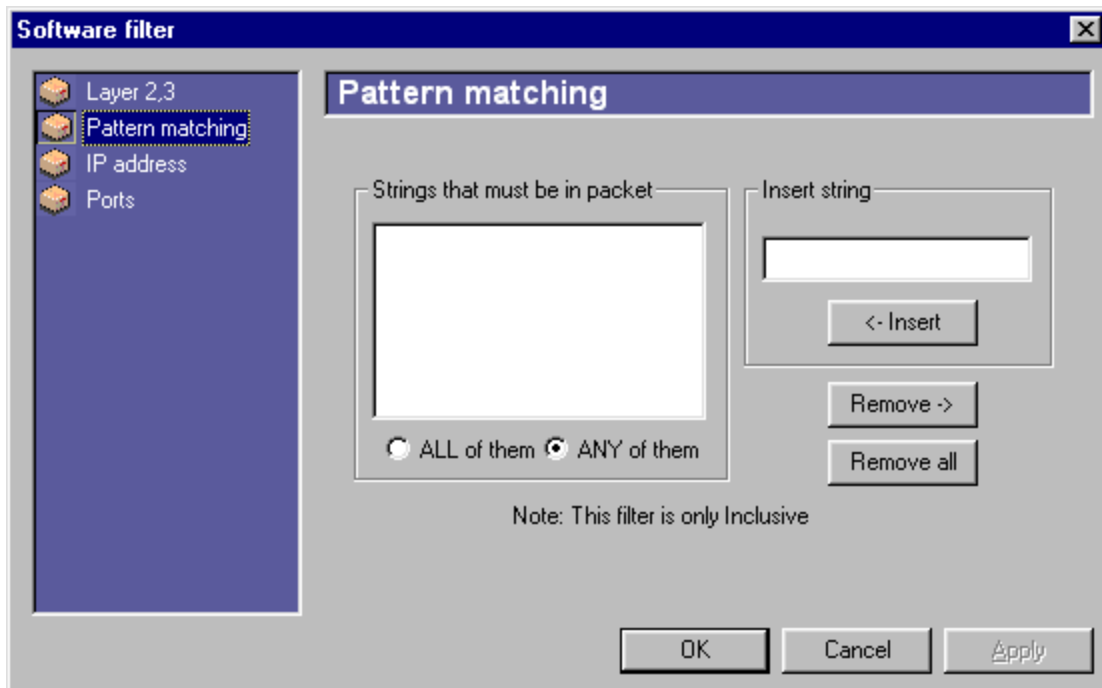 Software filter
Layer 2,3
Pattern matching
IP address
Ports
Pattern matching
Strings that must be in packet
ALL of them ANY of them
Insert string
<- Insert
Remove ->
Remove all
Note: This filter is only Inclusive
OK Cancel Apply